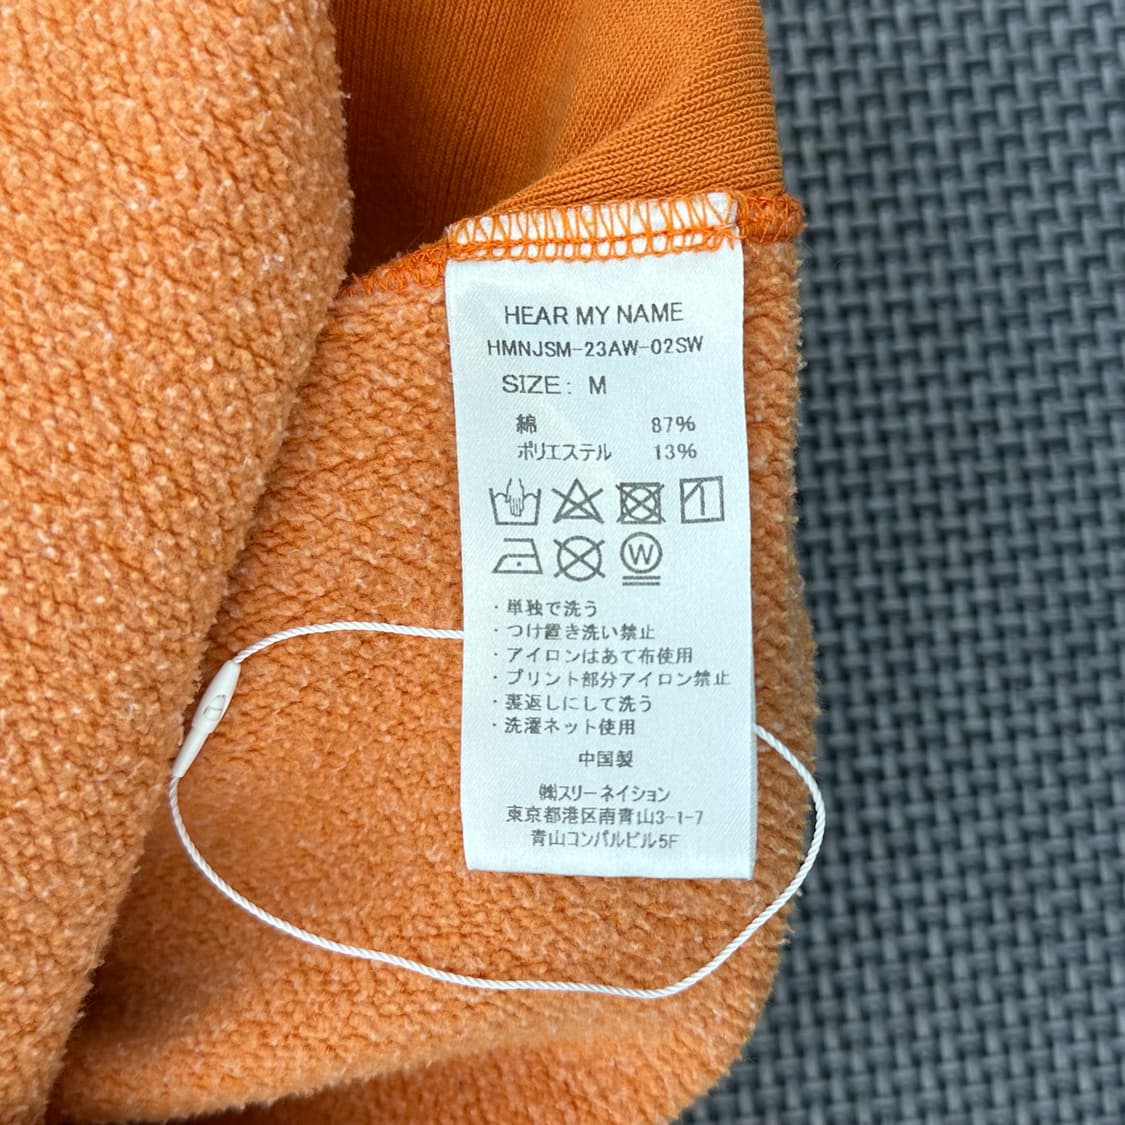 HEAR MY NAME
HMNJSM-23AW-02SW
SIZE: M
綿 87%
ポリエステル 13%
W
・単独で洗う
・つけ置き洗い禁止
・アイロンはあて布使用
・プリント部分アイロン禁止
・裏返しにして洗う
・洗濯ネット使用
中国製
㈱スリーネイション
東京都港区南青山3-1-7
青山コンパルビル5F